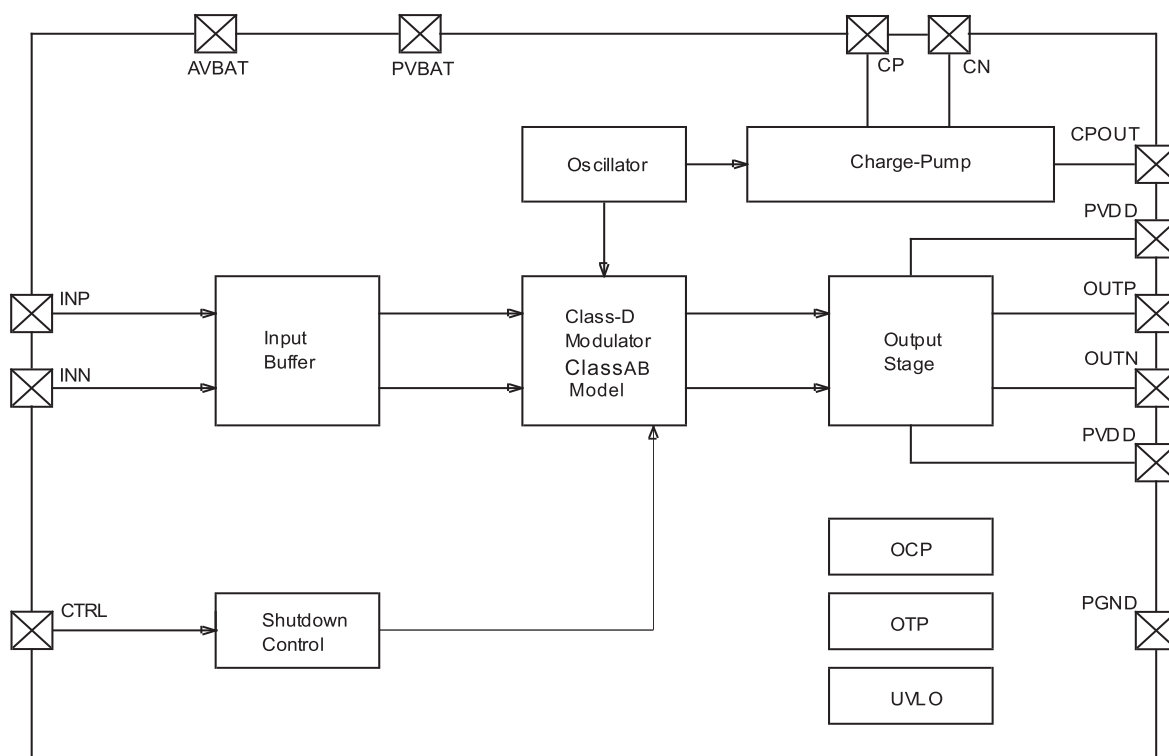 AVBAT
PVBAT
CP
CN
Oscillator
Charge-Pump
CPOUT
PVDD
INP
INN
Input
Buffer
Class-D
Modulator
ClassAB
Model
Output
Stage
OUTP
OUTN
PVDD
OCP
CTRL
Shutdown
Control
OTP
PGND
UVLO